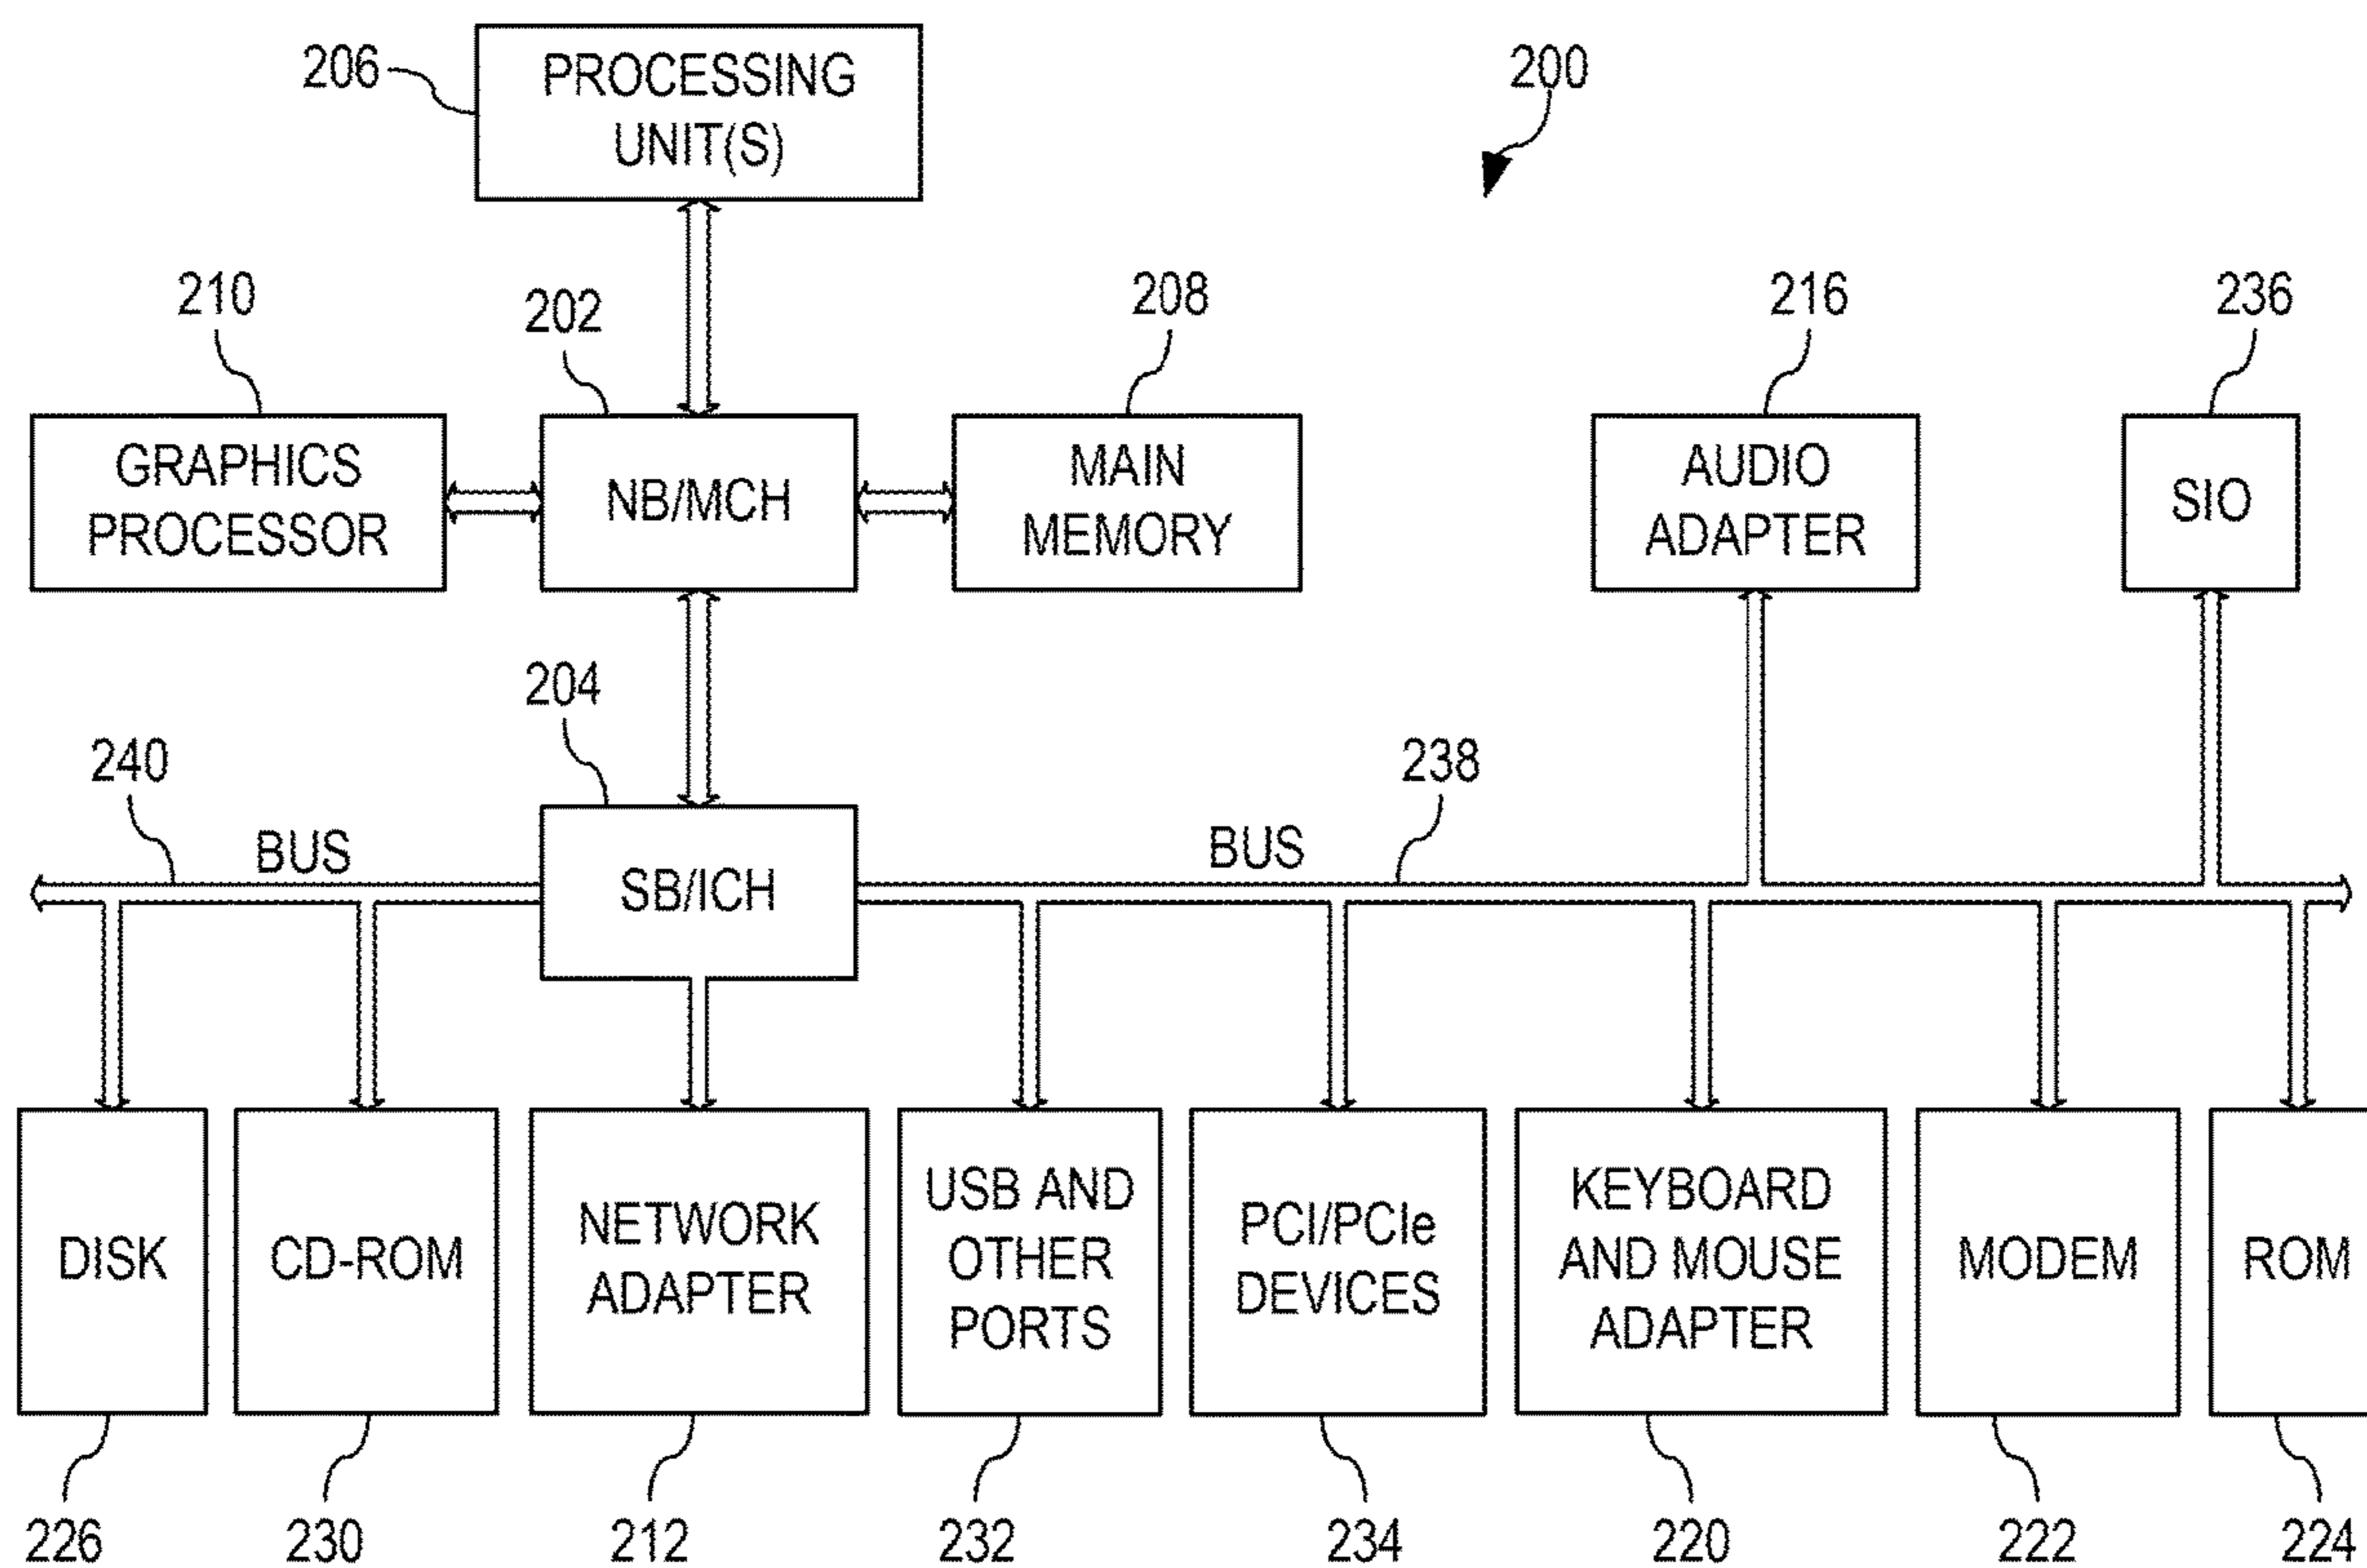 206
PROCESSING
UNIT(S)
200
210
202
208
216
236
GRAPHICS
PROCESSOR
NB/MCH
MAIN
MEMORY
AUDIO
ADAPTER
SIO
204
240
238
BUS
SB/ICH
BUS
DISK
CD-ROM
NETWORK
ADAPTER
USB AND
OTHER
PORTS
PCI/PCIe
DEVICES
KEYBOARD
AND MOUSE
ADAPTER
MODEM
ROM
226
230
212
232
234
220
222
224